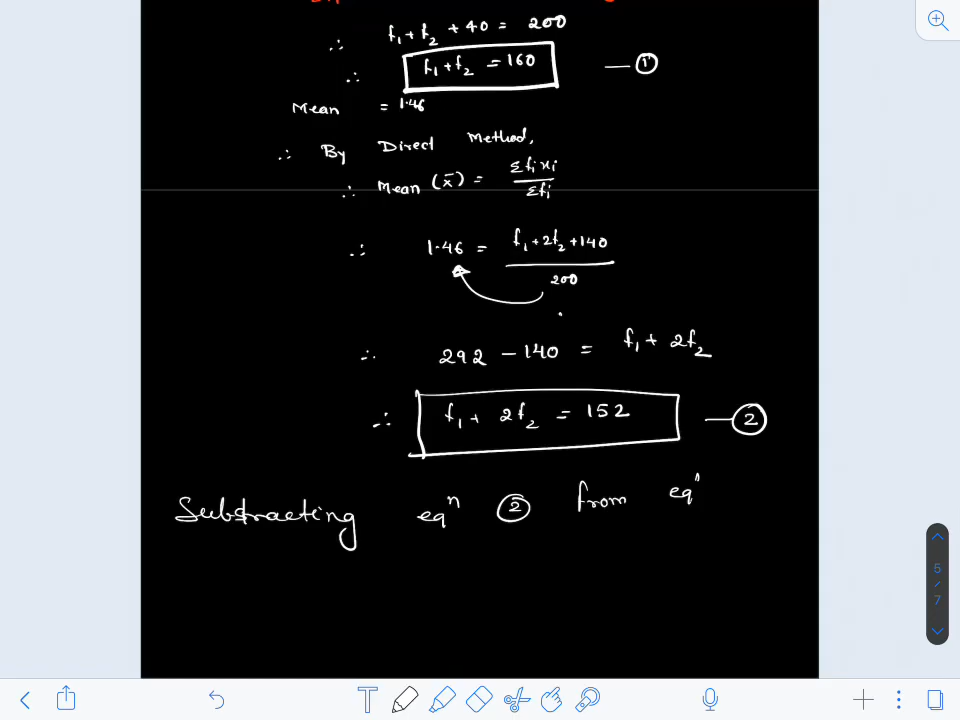 ∴ f₁ + f₂ + 40 = 200
∴ f₁ + f₂ = 160 — ①
Mean = 1.46
∴ By Direct Method,
∴ Mean (x̄) = Σfᵢxᵢ / Σfᵢ
∴ 1.46 = f₁ + 2f₂ + 140 / 200
∴ 292 − 140 = f₁ + 2f₂
∴ f₁ + 2f₂ = 152 — ②
Subtracting eqⁿ ② from eqⁿ
5
/
7
T